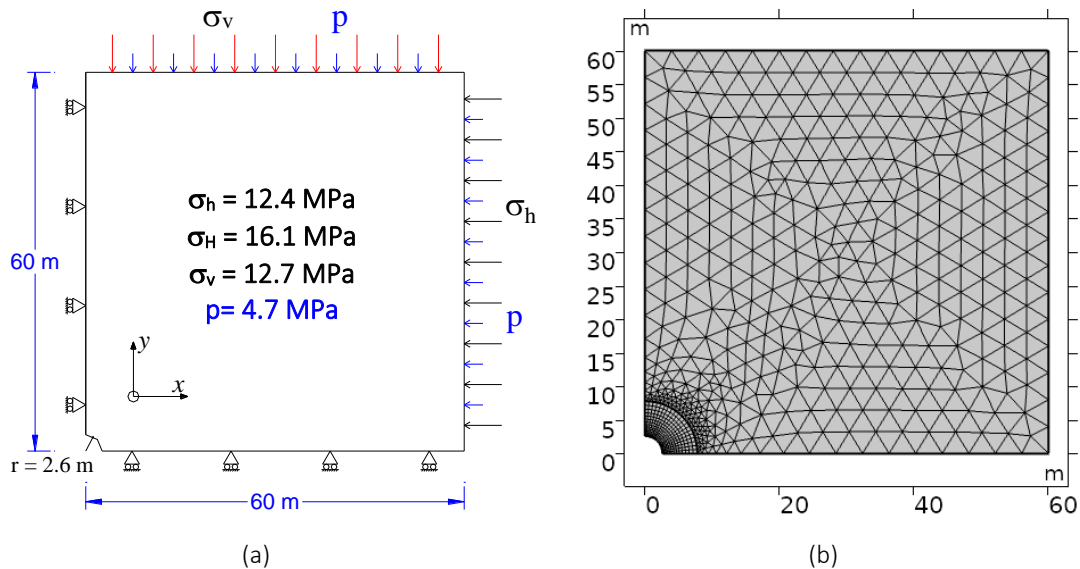 σv p
σh = 12.4 MPa
σH = 16.1 MPa
σv = 12.7 MPa
p= 4.7 MPa
σh
p
60 m
y
x
r = 2.6 m
60 m
(a)
m
60
55
50
45
40
35
30
25
20
15
10
5
0
m
0 20 40 60
(b)